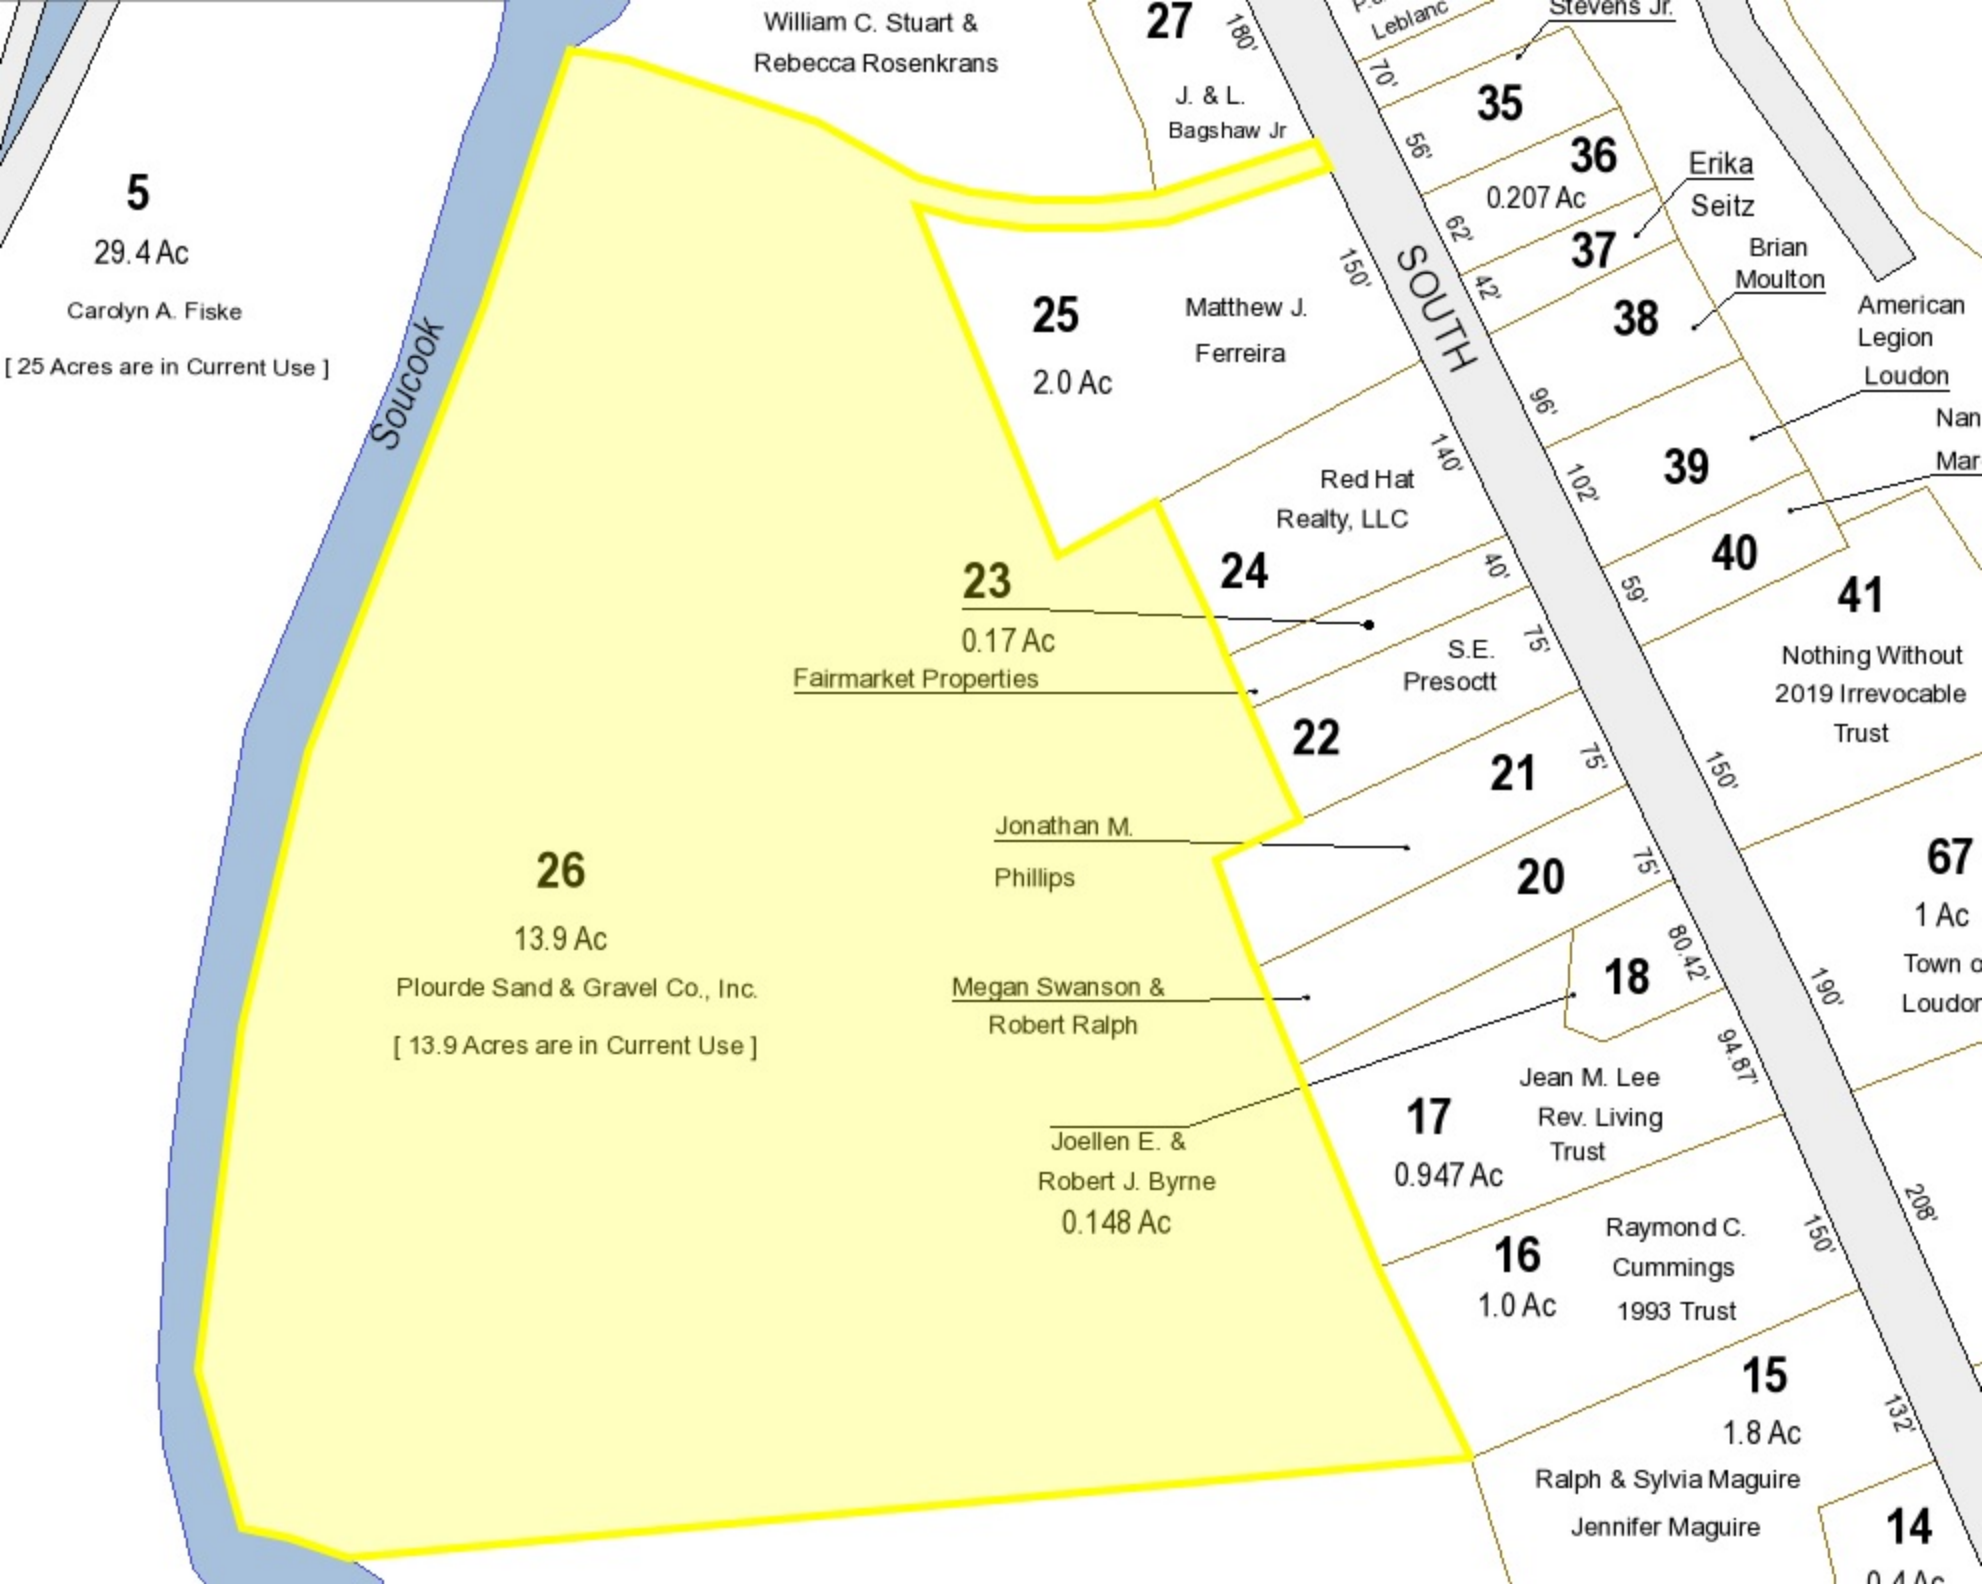 William C. Stuart &
Rebecca Rosenkrans
27
180'
J. & L.
Bagshaw Jr
Leblanc
70'
Stevens Jr.
35
56'
36
0.207 Ac
62'
37
Erika
Seitz
42'
Brian
Moulton
38
96'
American
Legion
Loudon
39
102'
40
59'
41
Nothing Without
2019 Irrevocable
Trust
150'
67
1 Ac
Town
190'
208'
5
29.4 Ac
Carolyn A. Fiske
[ 25 Acres are in Current Use ]
Soucook
SOUTH
150'
25
2.0 Ac
Matthew J.
Ferreira
140'
Red Hat
Realty, LLC
24
40'
23
0.17 Ac
Fairmarket Properties
75'
S.E.
Presoctt
22
75'
21
Jonathan M.
Phillips
75'
20
26
13.9 Ac
Plourde Sand & Gravel Co., Inc.
[ 13.9 Acres are in Current Use ]
Megan Swanson &
Robert Ralph
80.42'
18
Joellen E. &
Robert J. Byrne
0.148 Ac
94.87'
17
0.947 Ac
Jean M. Lee
Rev. Living
Trust
150'
16
1.0 Ac
Raymond C.
Cummings
1993 Trust
132'
15
1.8 Ac
Ralph & Sylvia Maguire
Jennifer Maguire
14
0.4 Ac